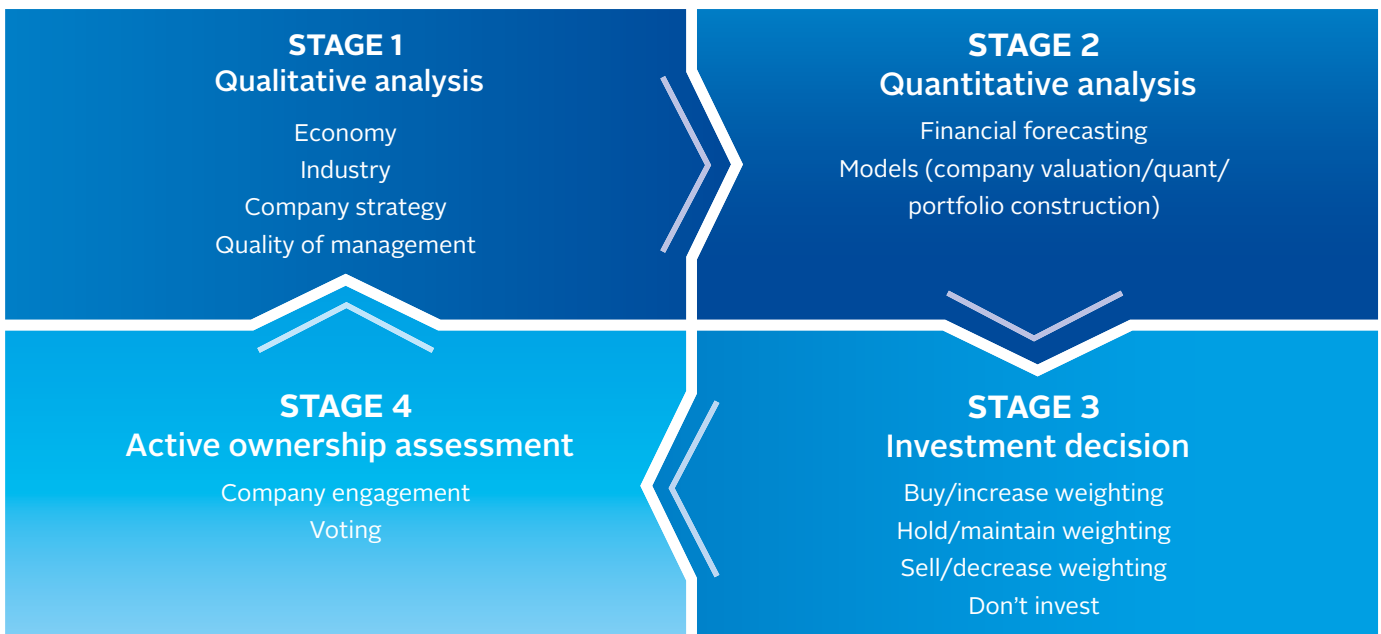 STAGE 1
Qualitative analysis
Economy
Industry
Company strategy
Quality of management
STAGE 2
Quantitative analysis
Financial forecasting
Models (company valuation/quant/
portfolio construction)
STAGE 3
Investment decision
Buy/increase weighting
Hold/maintain weighting
Sell/decrease weighting
Don’t invest
STAGE 4
Active ownership assessment
Company engagement
Voting